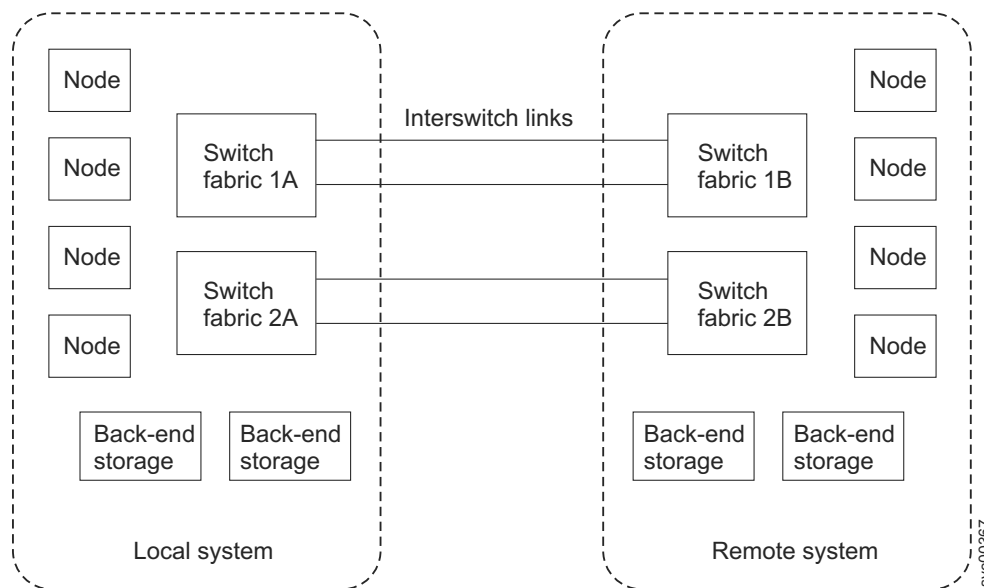 Node
Node
Node
Node
Switch
fabric 1A
Switch
fabric 2A
Back-end
storage
Back-end
storage
Local system
Interswitch links
Switch
fabric 1B
Switch
fabric 2B
Node
Node
Node
Node
Back-end
storage
Back-end
storage
Remote system